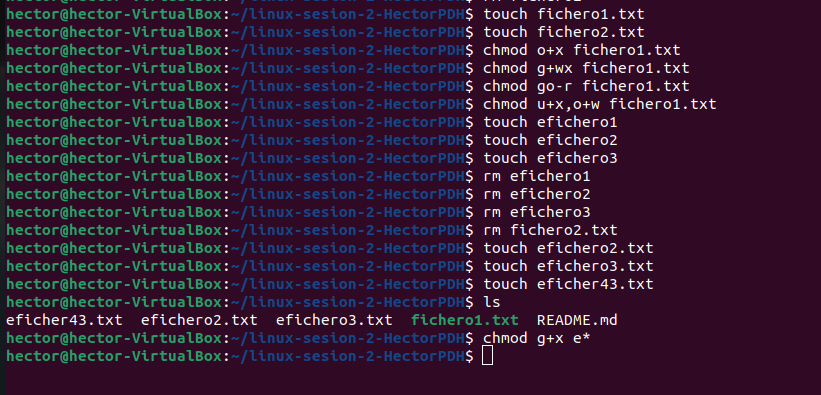 hector@hector-VirtualBox:~/linux-sesion-2-HectorPDH$ touch fichero1.txt
hector@hector-VirtualBox:~/linux-sesion-2-HectorPDH$ touch fichero2.txt
hector@hector-VirtualBox:~/linux-sesion-2-HectorPDH$ chmod o+x fichero1.txt
hector@hector-VirtualBox:~/linux-sesion-2-HectorPDH$ chmod g+wx fichero1.txt
hector@hector-VirtualBox:~/linux-sesion-2-HectorPDH$ chmod go-r fichero1.txt
hector@hector-VirtualBox:~/linux-sesion-2-HectorPDH$ chmod u+x,o+w fichero1.txt
hector@hector-VirtualBox:~/linux-sesion-2-HectorPDH$ touch efichero1
hector@hector-VirtualBox:~/linux-sesion-2-HectorPDH$ touch efichero2
hector@hector-VirtualBox:~/linux-sesion-2-HectorPDH$ touch efichero3
hector@hector-VirtualBox:~/linux-sesion-2-HectorPDH$ rm efichero1
hector@hector-VirtualBox:~/linux-sesion-2-HectorPDH$ rm efichero2
hector@hector-VirtualBox:~/linux-sesion-2-HectorPDH$ rm efichero3
hector@hector-VirtualBox:~/linux-sesion-2-HectorPDH$ rm fichero2.txt
hector@hector-VirtualBox:~/linux-sesion-2-HectorPDH$ touch efichero2.txt
hector@hector-VirtualBox:~/linux-sesion-2-HectorPDH$ touch efichero3.txt
hector@hector-VirtualBox:~/linux-sesion-2-HectorPDH$ touch eficher43.txt
hector@hector-VirtualBox:~/linux-sesion-2-HectorPDH$ ls
eficher43.txt  efichero2.txt  efichero3.txt  fichero1.txt  README.md
hector@hector-VirtualBox:~/linux-sesion-2-HectorPDH$ chmod g+x e*
hector@hector-VirtualBox:~/linux-sesion-2-HectorPDH$